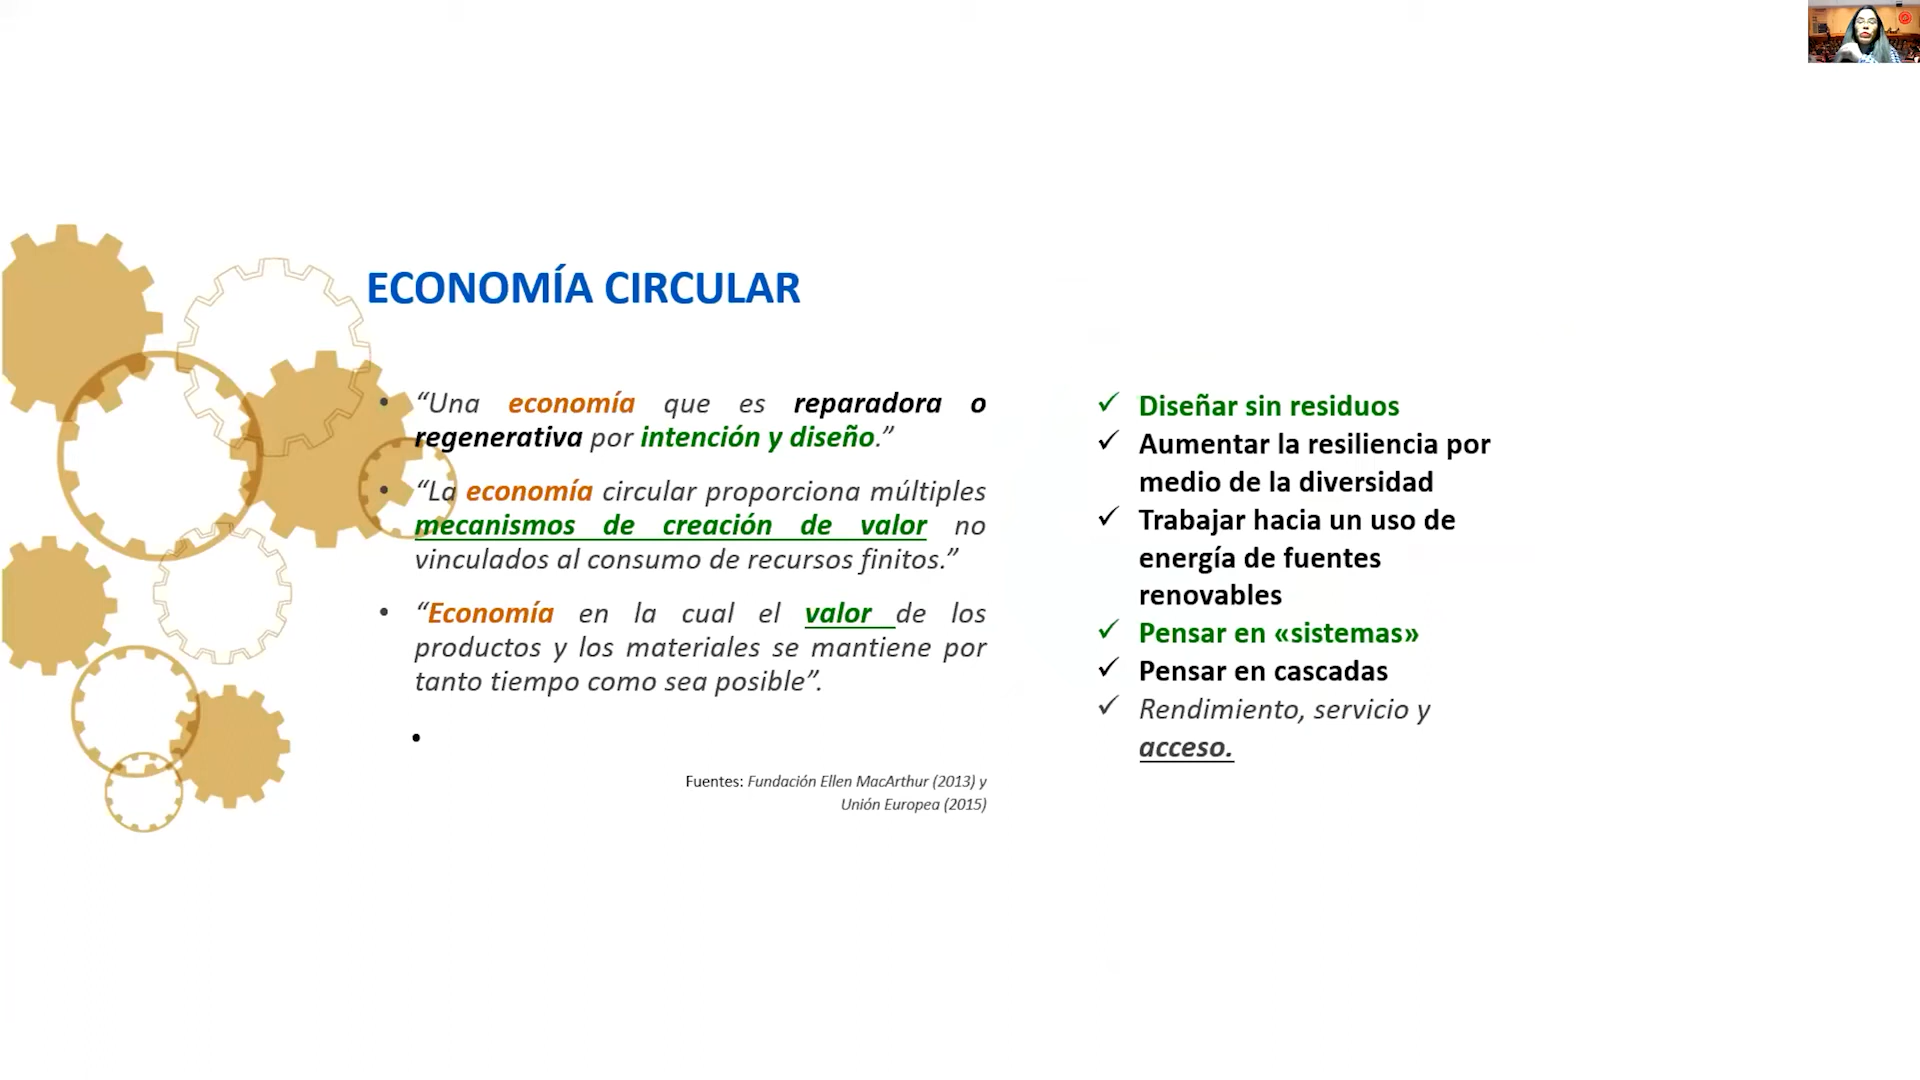 ECONOMÍA CIRCULAR
• “Una economía que es reparadora o
regenerativa por intención y diseño.”
• “La economía circular proporciona múltiples
mecanismos de creación de valor no
vinculados al consumo de recursos finitos.”
• “Economía en la cual el valor de los
productos y los materiales se mantiene por
tanto tiempo como sea posible”.
•
Fuentes: Fundación Ellen MacArthur (2013) y
Unión Europea (2015)
✓ Diseñar sin residuos
✓ Aumentar la resiliencia por
medio de la diversidad
✓ Trabajar hacia un uso de
energía de fuentes
renovables
✓ Pensar en «sistemas»
✓ Pensar en cascadas
✓ Rendimiento, servicio y
acceso.